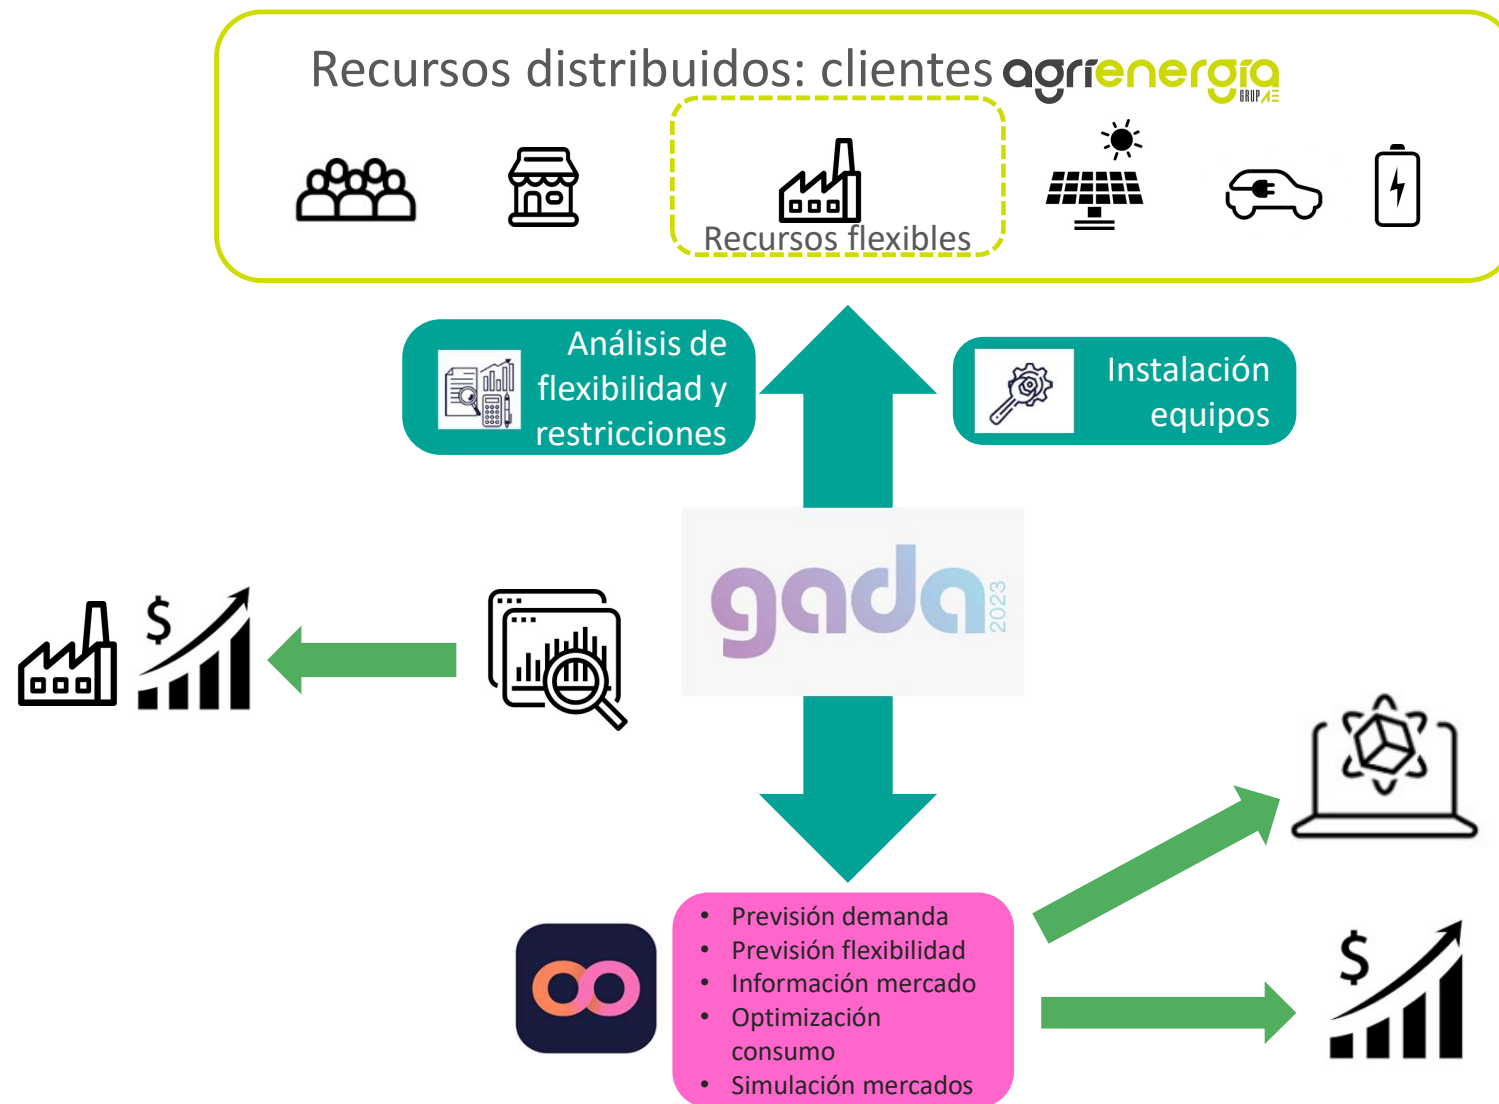 Recursos distribuidos: clientes agrienergía
GRUP AE
Recursos flexibles
Análisis de
flexibilidad y
restricciones
Instalación
equipos
gada
2023
$
$
• Previsión demanda
• Previsión flexibilidad
• Información mercado
• Optimización
consumo
• Simulación mercados